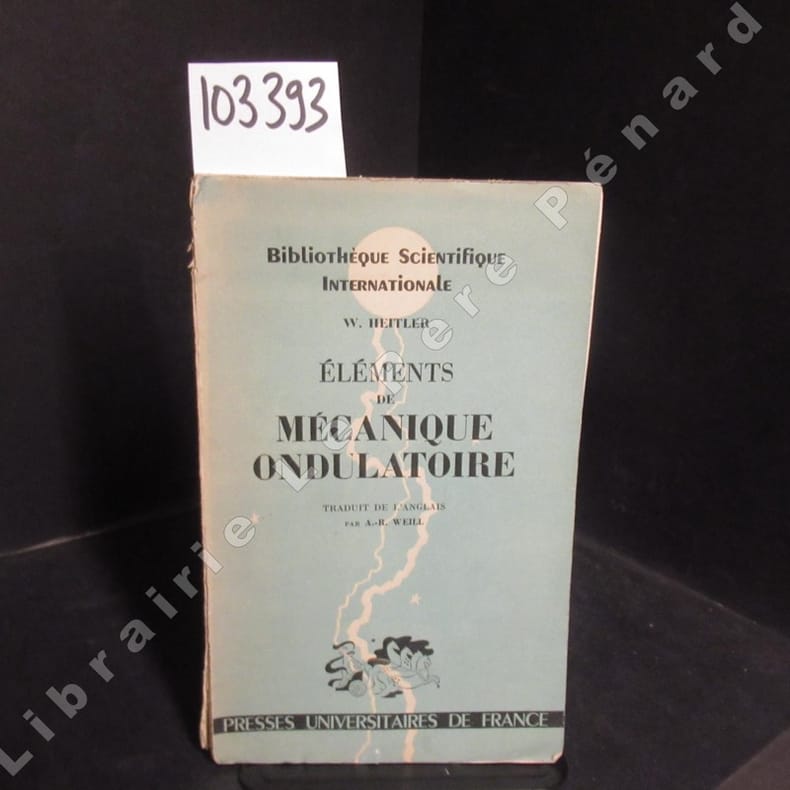 103393
Bibliothèque Scientifique
Internationale
W. HEITLER
ÉLÉMENTS
DE
MÉCANIQUE
ONDULATOIRE
TRADUIT DE L'ANGLAIS
PAR A.-R. WEILL
PRESSES UNIVERSITAIRES DE FRANCE
Librairie Le Père Pénard